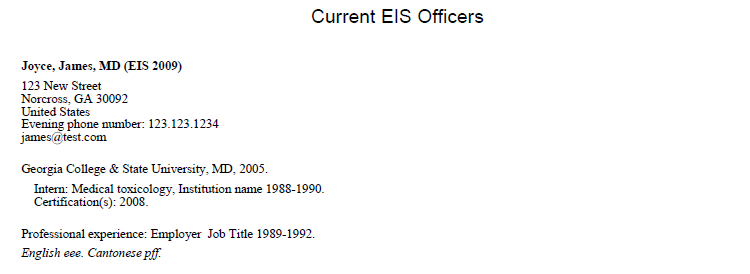 Current EIS Officers
Joyce, James, MD (EIS 2009)
123 New Street
Norcross, GA 30092
United States
Evening phone number: 123.123.1234
james@test.com
Georgia College & State University, MD, 2005.
Intern: Medical toxicology, Institution name 1988-1990.
Certification(s): 2008.
Professional experience: Employer Job Title 1989-1992.
English eee. Cantonese pff.